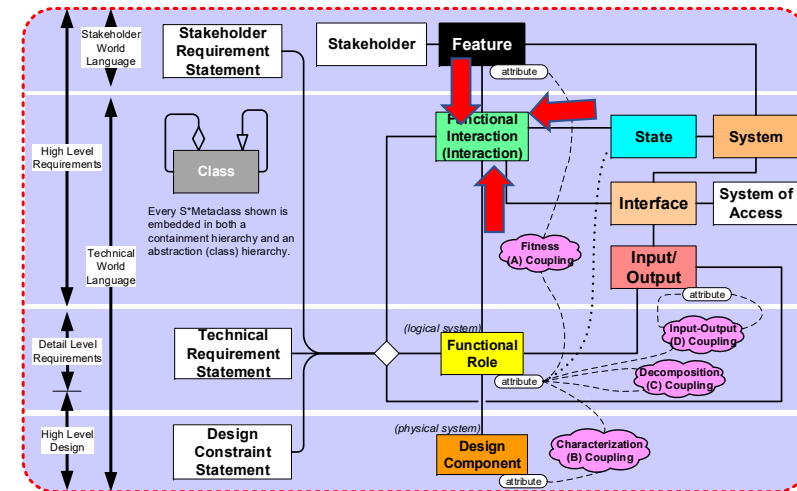 Stakeholder
World
Language
High Level
Requirements
Technical
World
Language
Detail Level
Requirements
High Level
Design
Stakeholder
Requirement
Statement
Stakeholder
Feature
attribute
Functional
Interaction
(Interaction)
State
System
Class
Every S*Metaclass shown is
embedded in both a
containment hierarchy and an
abstraction (class) hierarchy.
Interface
System of
Access
Fitness
(A) Coupling
Input/
Output
attribute
(logical system)
Technical
Requirement
Statement
Functional
Role
attribute
Input-Output
(D) Coupling
Decomposition
(C) Coupling
(physical system)
Design
Constraint
Statement
Design
Component
attribute
Characterization
(B) Coupling